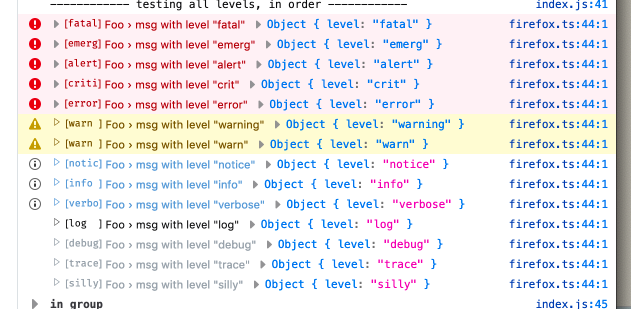 ------------ testing all levels, in order ------------ index.js:41
[fatal] Foo › msg with level "fatal" Object { level: "fatal" } firefox.ts:44:1
[emerg] Foo › msg with level "emerg" Object { level: "emerg" } firefox.ts:44:1
[alert] Foo › msg with level "alert" Object { level: "alert" } firefox.ts:44:1
[criti] Foo › msg with level "crit" Object { level: "crit" } firefox.ts:44:1
[error] Foo › msg with level "error" Object { level: "error" } firefox.ts:44:1
[warn ] Foo › msg with level "warning" Object { level: "warning" } firefox.ts:44:1
[warn ] Foo › msg with level "warn" Object { level: "warn" } firefox.ts:44:1
[notic] Foo › msg with level "notice" Object { level: "notice" } firefox.ts:44:1
[info ] Foo › msg with level "info" Object { level: "info" } firefox.ts:44:1
[verbo] Foo › msg with level "verbose" Object { level: "verbose" } firefox.ts:44:1
[log  ] Foo › msg with level "log" Object { level: "log" } firefox.ts:44:1
[debug] Foo › msg with level "debug" Object { level: "debug" } firefox.ts:44:1
[trace] Foo › msg with level "trace" Object { level: "trace" } firefox.ts:44:1
[silly] Foo › msg with level "silly" Object { level: "silly" } firefox.ts:44:1
in group index.js:45